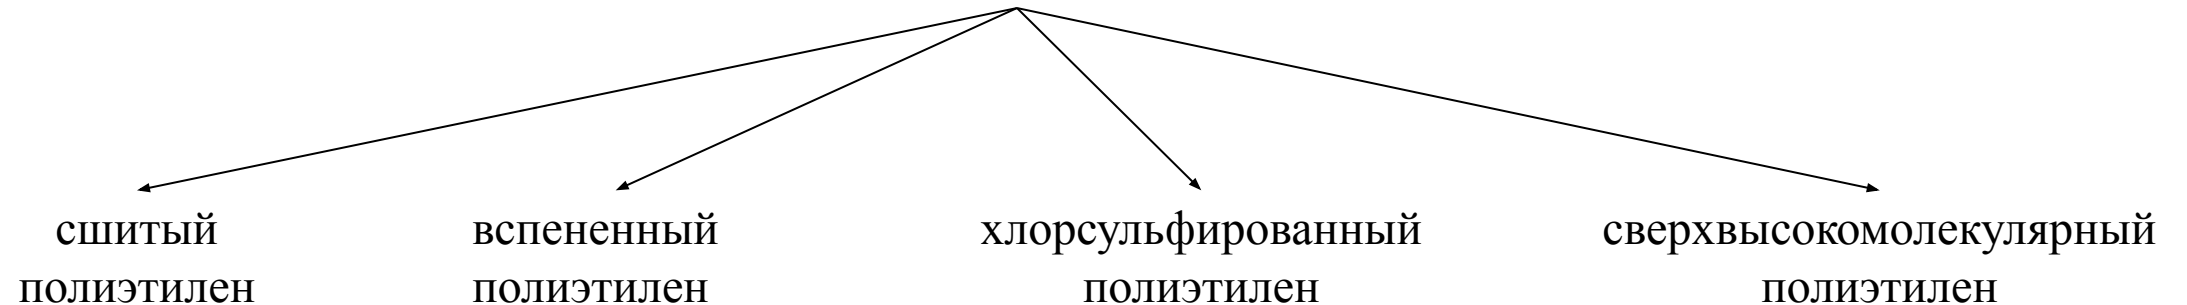 сшитый
полиэтилен
вспененный
полиэтилен
хлорсульфированный
полиэтилен
сверхвысокомолекулярный
полиэтилен